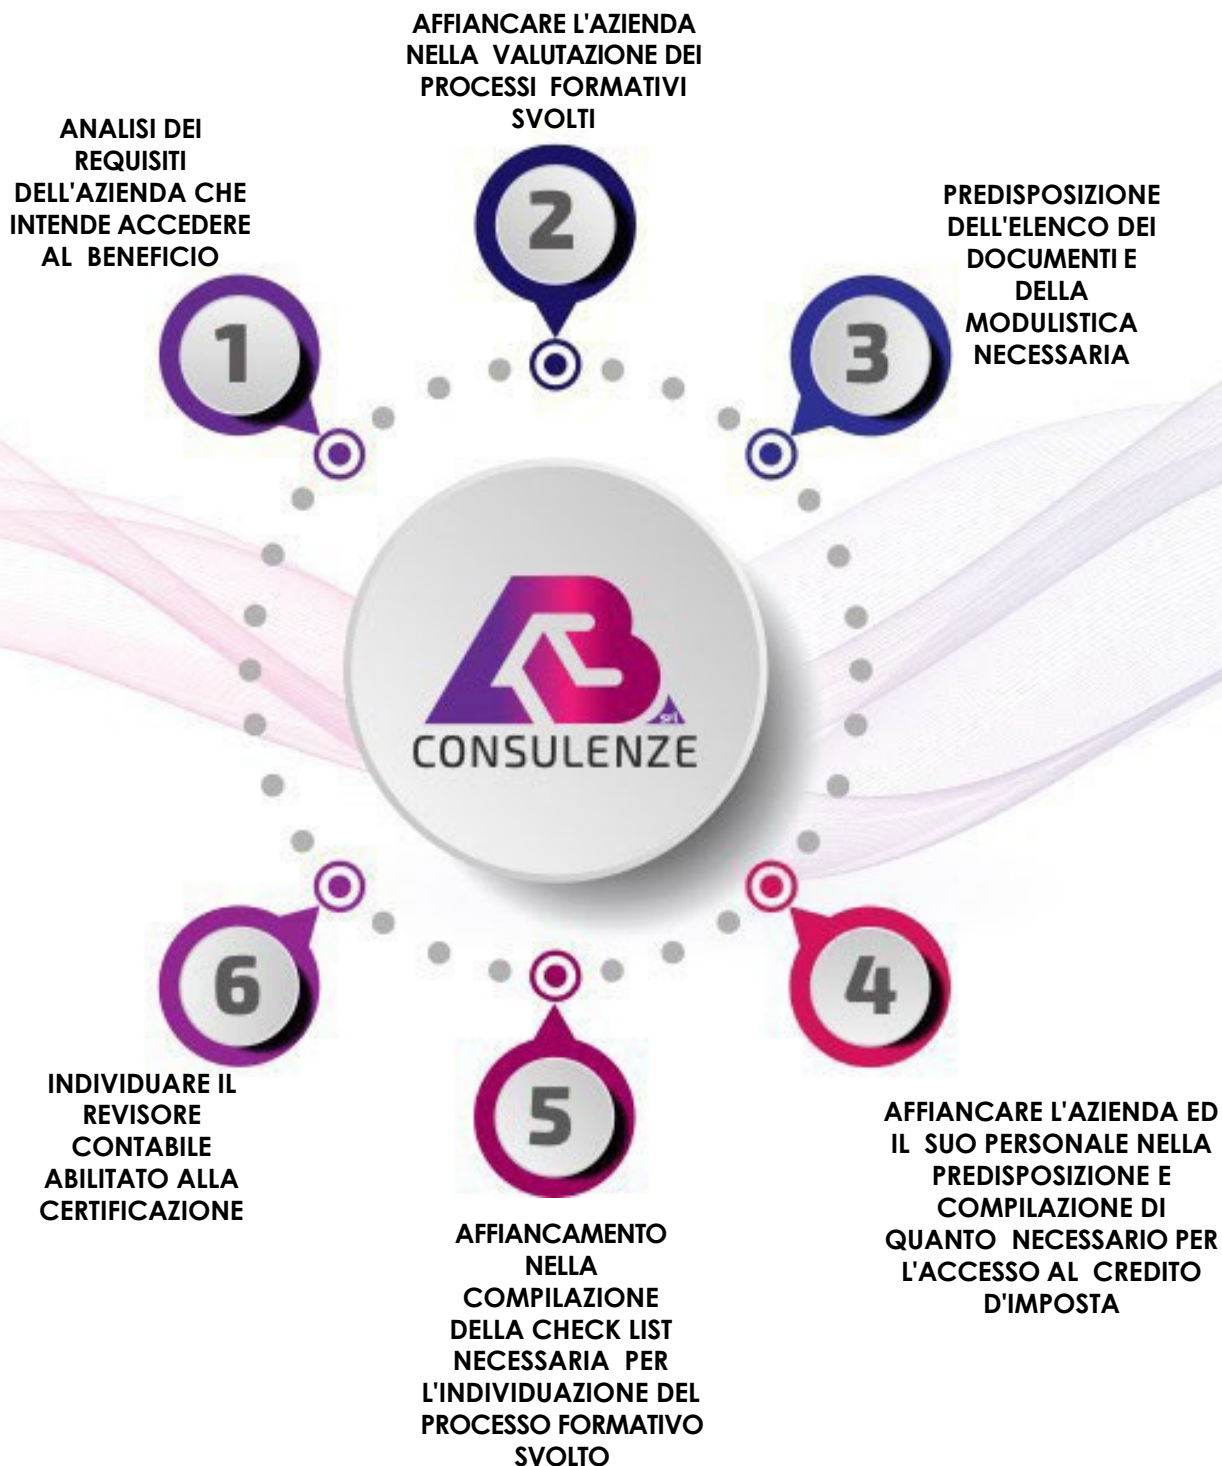 ANALISI DEI
REQUISITI
DELL'AZIENDA CHE
INTENDE ACCEDERE
AL BENEFICIO
1
AFFIANCARE L'AZIENDA
NELLA VALUTAZIONE DEI
PROCESSI FORMATIVI
SVOLTI
2
PREDISPOSIZIONE
DELL'ELENCO DEI
DOCUMENTI E
DELLA
MODULISTICA
NECESSARIA
3
AB
srl
CONSULENZE
4
AFFIANCARE L'AZIENDA ED
IL SUO PERSONALE NELLA
PREDISPOSIZIONE E
COMPILAZIONE DI
QUANTO NECESSARIO PER
L'ACCESSO AL CREDITO
D'IMPOSTA
5
AFFIANCAMENTO
NELLA
COMPILAZIONE
DELLA CHECK LIST
NECESSARIA PER
L'INDIVIDUAZIONE DEL
PROCESSO FORMATIVO
SVOLTO
6
INDIVIDUARE IL
REVISORE
CONTABILE
ABILITATO ALLA
CERTIFICAZIONE